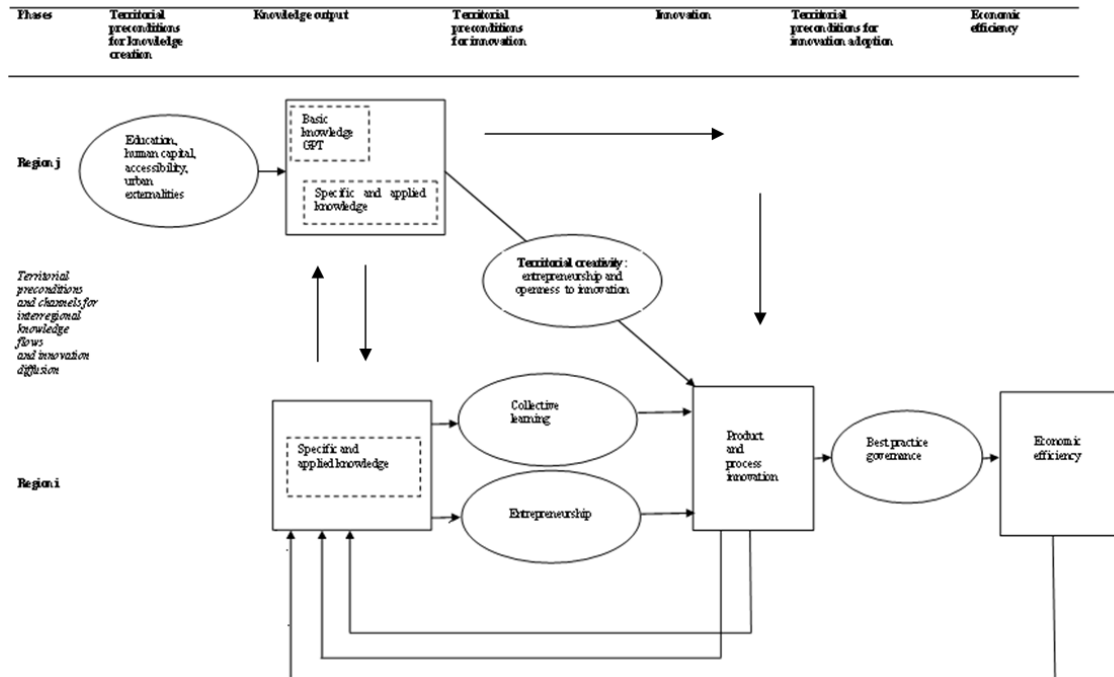 Phases
Territorial
preconditions
for knowledge
creation
Knowledge output
Territorial
preconditions
for innovation
Innovation
Territorial
preconditions for
innovation adoption
Economic
efficiency
Region j
Education,
human capital,
accessibility,
urban
externalities
Basic
knowledge
GPT
Specific and applied
knowledge
Territorial creativity:
entrepreneurship and
openness to innovation
Territorial
preconditions
and channels for
interregional
knowledge
flows
and innovation
diffusion
Region i
Specific and
applied knowledge
Collective
learning
Entrepreneurship
Product
and
process
innovation
Best practice
governance
Economic
efficiency